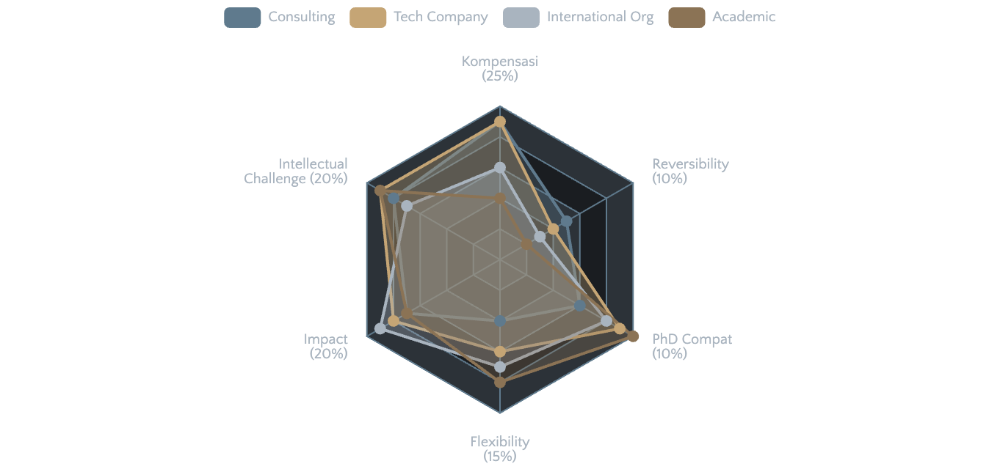 Consulting
Tech Company
International Org
Academic
Kompensasi
(25%)
Intellectual
Challenge (20%)
Reversibility
(10%)
Impact
(20%)
PhD Compat
(10%)
Flexibility
(15%)